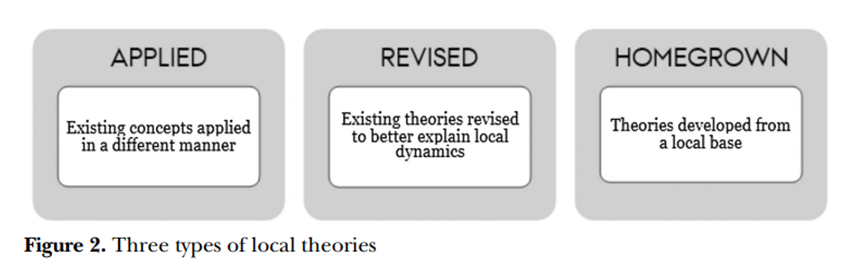 APPLIED
Existing concepts applied
in a different manner
REVISED
Existing theories revised
to better explain local
dynamics
HOMEGROWN
Theories developed from
a local base
Figure 2. Three types of local theories